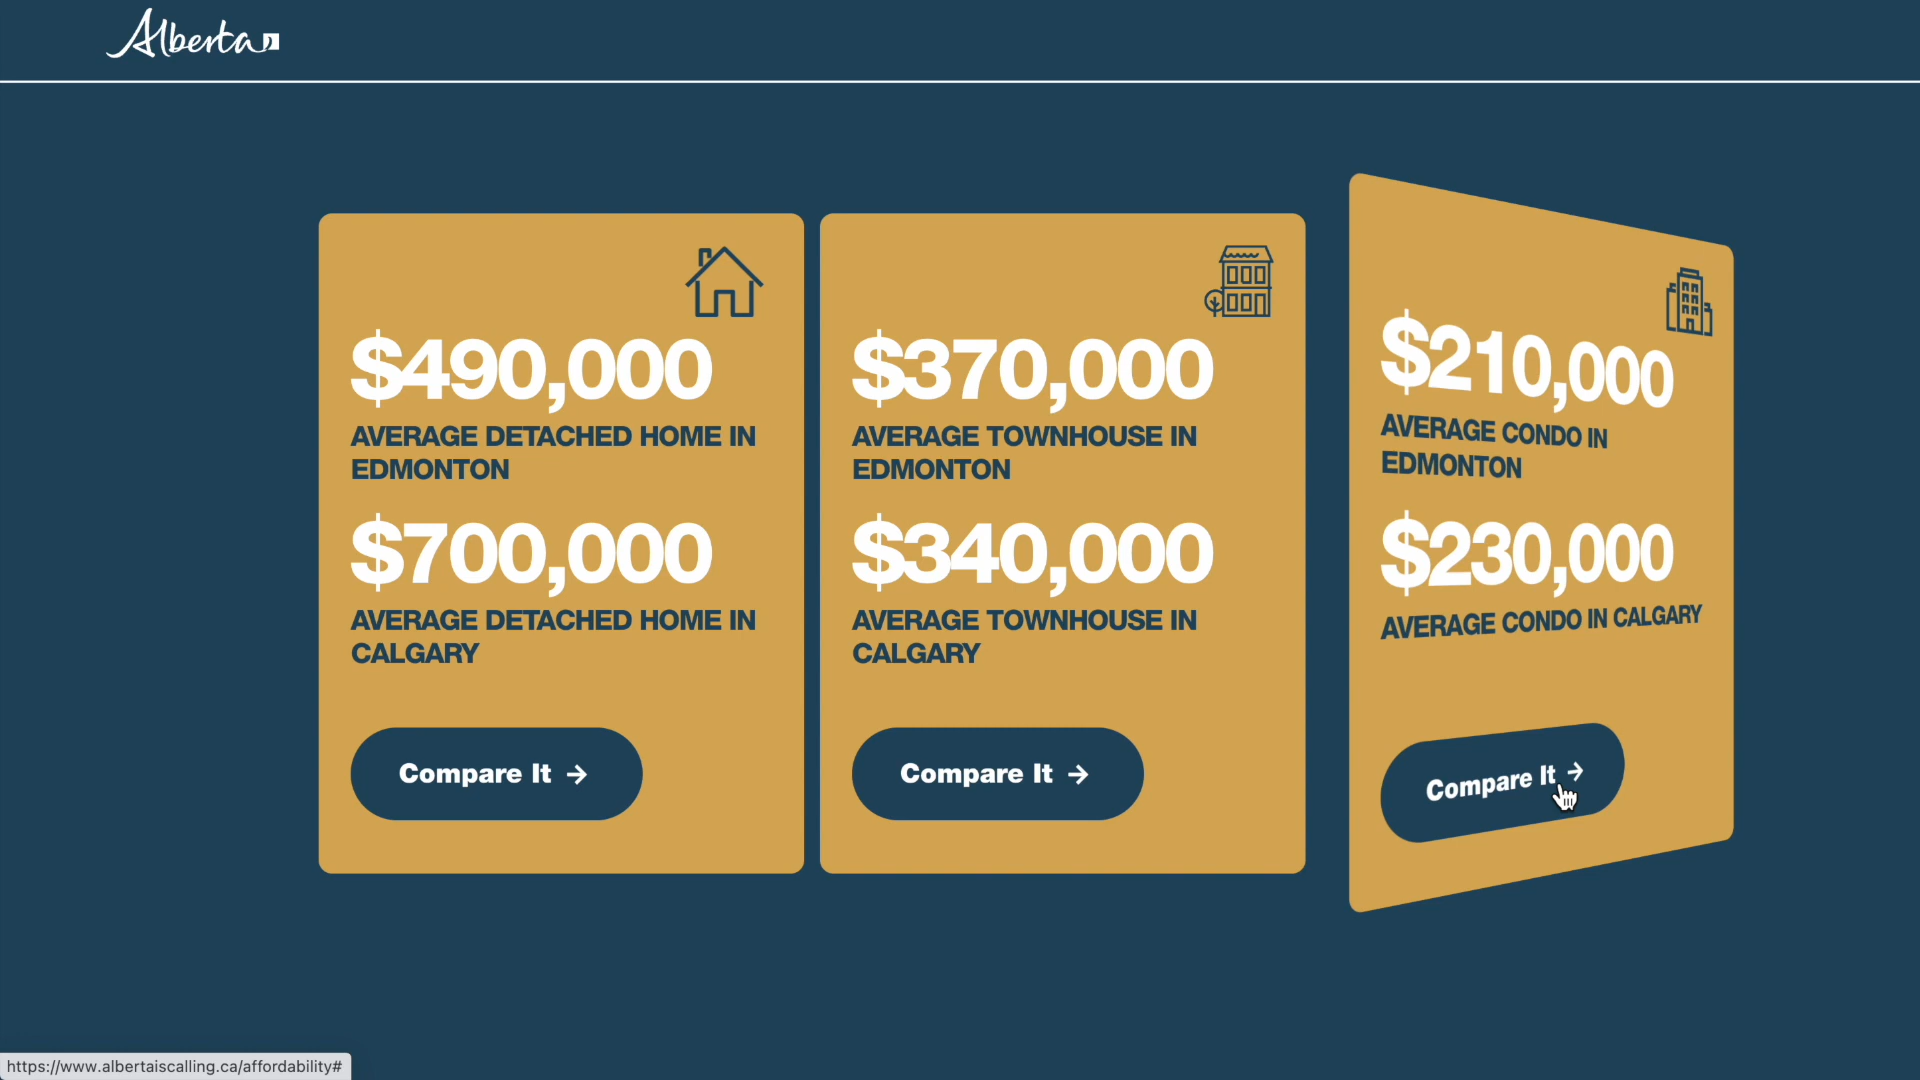 Alberta
$490,000
AVERAGE DETACHED HOME IN
EDMONTON
$700,000
AVERAGE DETACHED HOME IN
CALGARY
Compare It →
$370,000
AVERAGE TOWNHOUSE IN
EDMONTON
$340,000
AVERAGE TOWNHOUSE IN
CALGARY
Compare It →
$210,000
AVERAGE CONDO IN
EDMONTON
$230,000
AVERAGE CONDO IN CALGARY
Compare It →
https://www.albertaiscalling.ca/affordability#